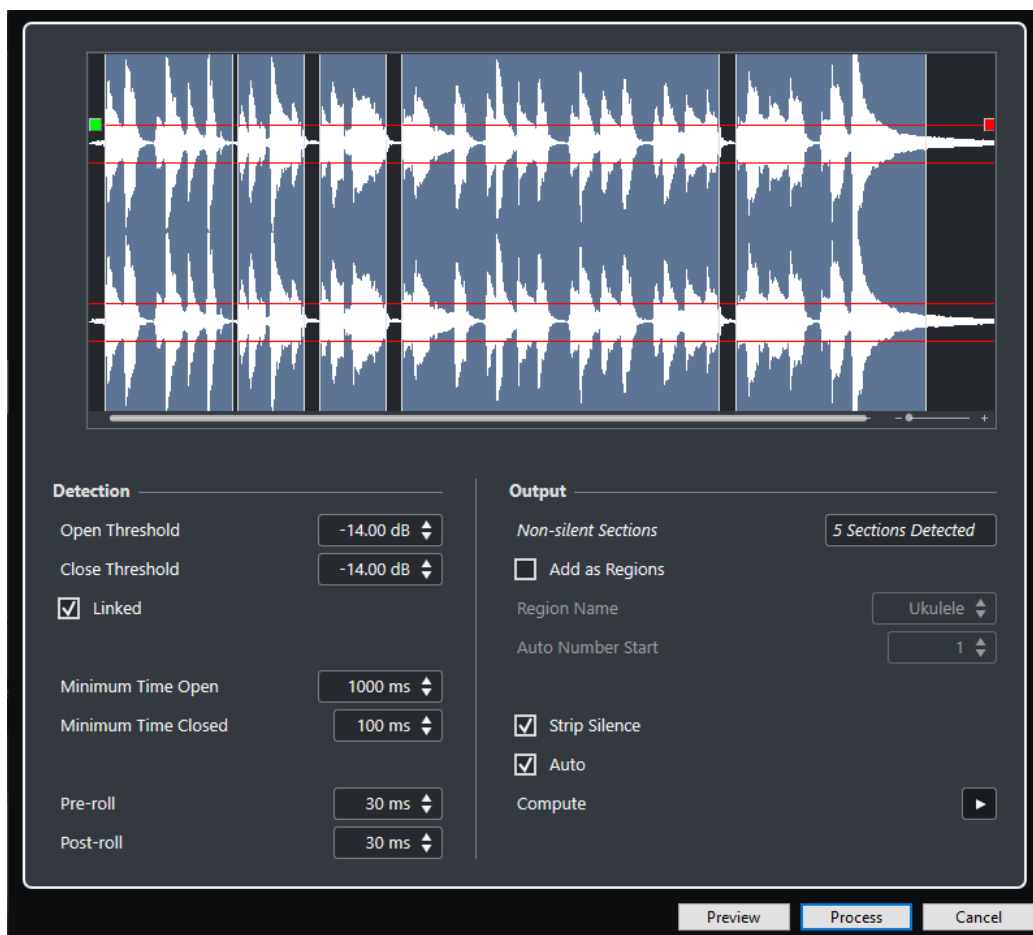 Detection
Open Threshold -14.00 dB
Close Threshold -14.00 dB
Linked
Minimum Time Open 1000 ms
Minimum Time Closed 100 ms
Pre-roll 30 ms
Post-roll 30 ms
Output
Non-silent Sections 5 Sections Detected
Add as Regions
Region Name Ukulele
Auto Number Start 1
Strip Silence
Auto
Compute
Preview Process Cancel